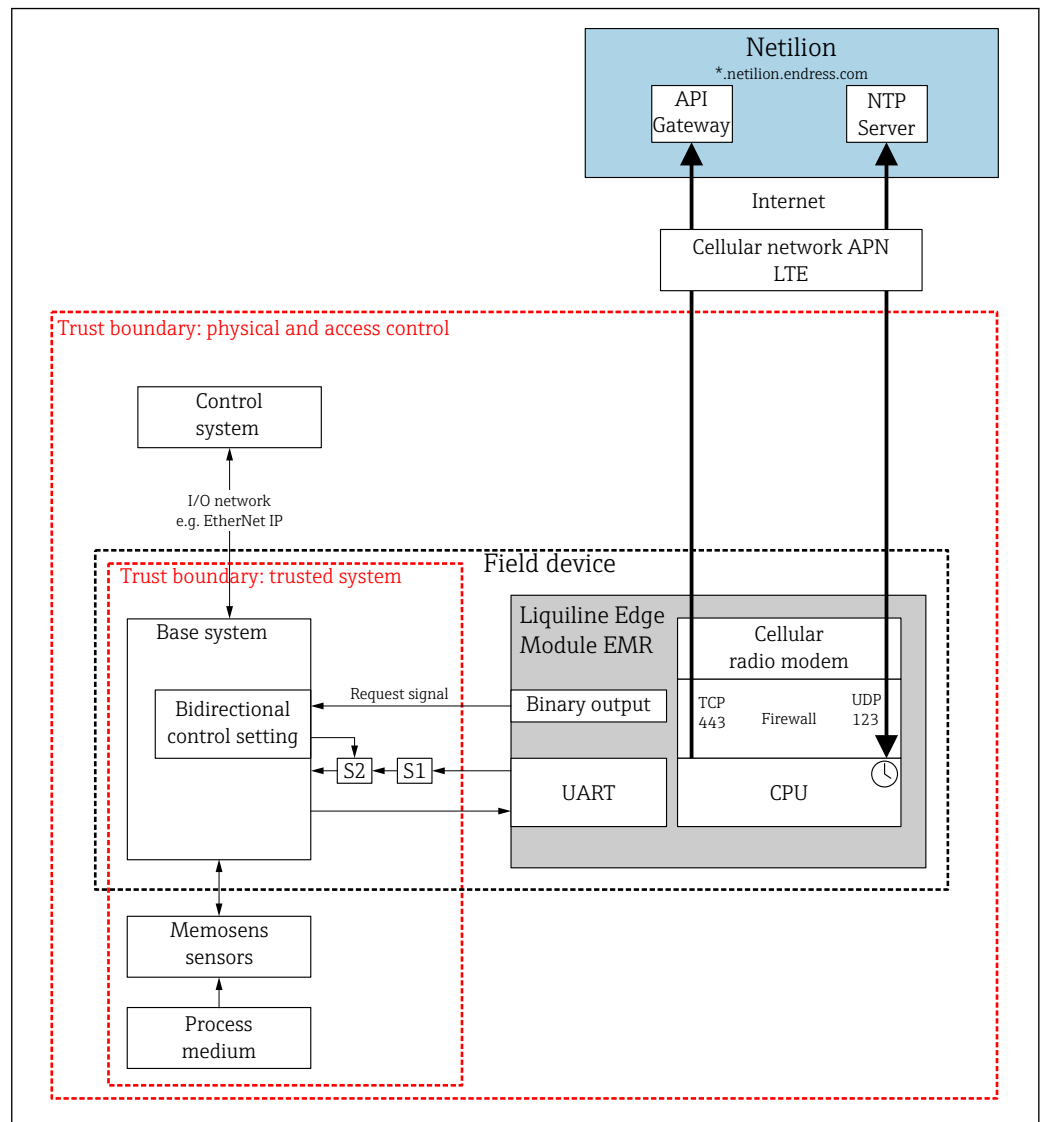 Netilion
*.netilion.endress.com
API
Gateway
NTP
Server
Internet
Cellular network APN
LTE
Trust boundary: physical and access control
Control
system
I/O network
e.g. EtherNet IP
Field device
Trust boundary: trusted system
Base system
Liquiline Edge
Module EMR
Cellular
radio modem
Request signal
Binary output
TCP
443
Firewall
UDP
123
Bidirectional
control setting
S2
S1
UART
CPU
Memosens
sensors
Process
medium